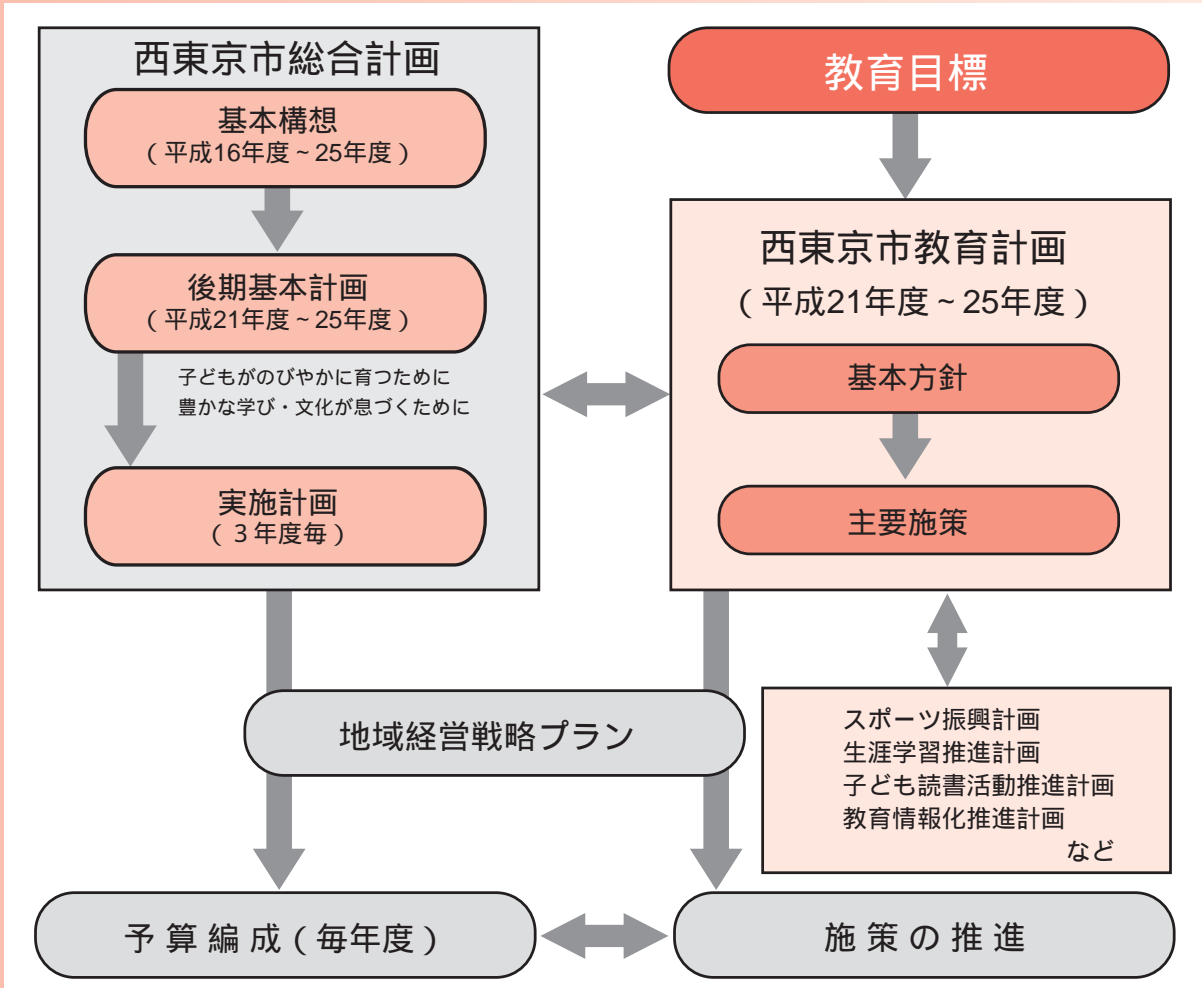 西東京市総合計画
基本構想
（平成16年度～25年度）
後期基本計画
（平成21年度～25年度）
子どもがのびやかに育つために
豊かな学び・文化が息づくために
実施計画
（３年度毎）
教育目標
西東京市教育計画
（平成21年度～25年度）
基本方針
主要施策
地域経営戦略プラン
スポーツ振興計画
生涯学習推進計画
子ども読書活動推進計画
教育情報化推進計画
など
予算編成（毎年度）
施策の推進